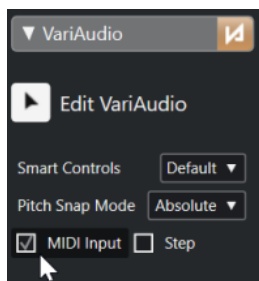 VariAudio
Edit VariAudio
Smart Controls Default
Pitch Snap Mode Absolute
MIDI Input Step